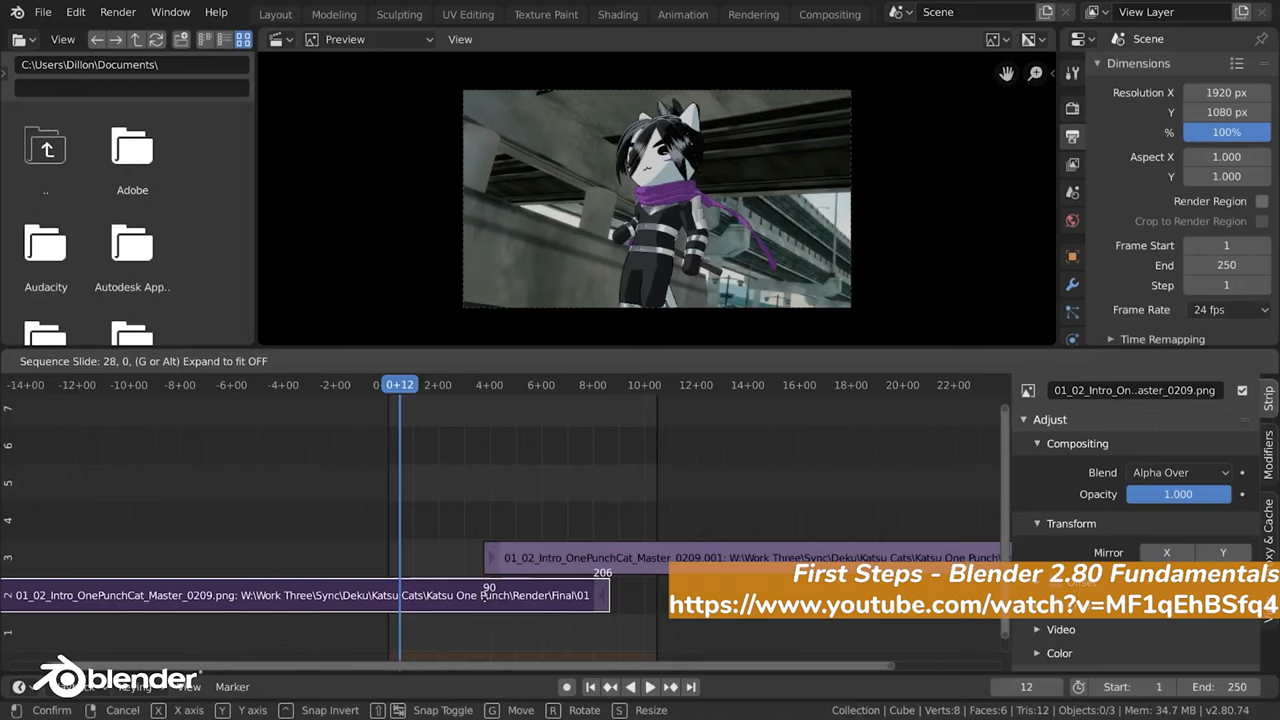 File Edit Render Window Help Layout Modeling Sculpting UV Editing Texture Paint Shading Animation Rendering Compositing Scene View Layer
View Preview View Scene
C:\Users\Dillon\Documents\
..
Adobe
Audacity
Autodesk App..
Dimensions
Resolution X 1920 px
Y 1080 px
% 100%
Aspect X 1.000
Y 1.000
Render Region
Crop to Render Region
Frame Start 1
End 250
Step 1
Frame Rate 24 fps
Time Remapping
Sequence Slide: 28, 0, (G or Alt) Expand to fit OFF
-14+00 -12+00 -10+00 -8+00 -6+00 -4+00 -2+00 0+12 2+00 4+00 6+00 8+00 10+00 12+00 14+00 16+00 18+00 20+00 22+00
7
6
5
4
3
2
1
01_02_Intro_OnePunchCat_Master_0209.001: W:\Work Three\Sync\Deku\Katsu Cats\Katsu One Punch\
90
206
01_02_Intro_OnePunchCat_Master_0209.png: W:\Work Three\Sync\Deku\Katsu Cats\Katsu One Punch\Render\Final\01
01_02_Intro_On..aster_0209.png
Adjust
Compositing
Blend Alpha Over
Opacity 1.000
Transform
Mirror X Y
Video
Color
Strip
Modifiers
First Steps - Blender 2.80 Fundamentals
https://www.youtube.com/watch?v=MF1qEhBSfq4
blender
View Marker 12 Start: 1 End: 250
Confirm Cancel X X axis Y Y axis Snap Invert Snap Toggle G Move R Rotate S Resize Collection | Cube | Verts:8 | Faces:6 | Tris:12 | Objects:0/3 | Mem: 34.7 MB | v2.80.74